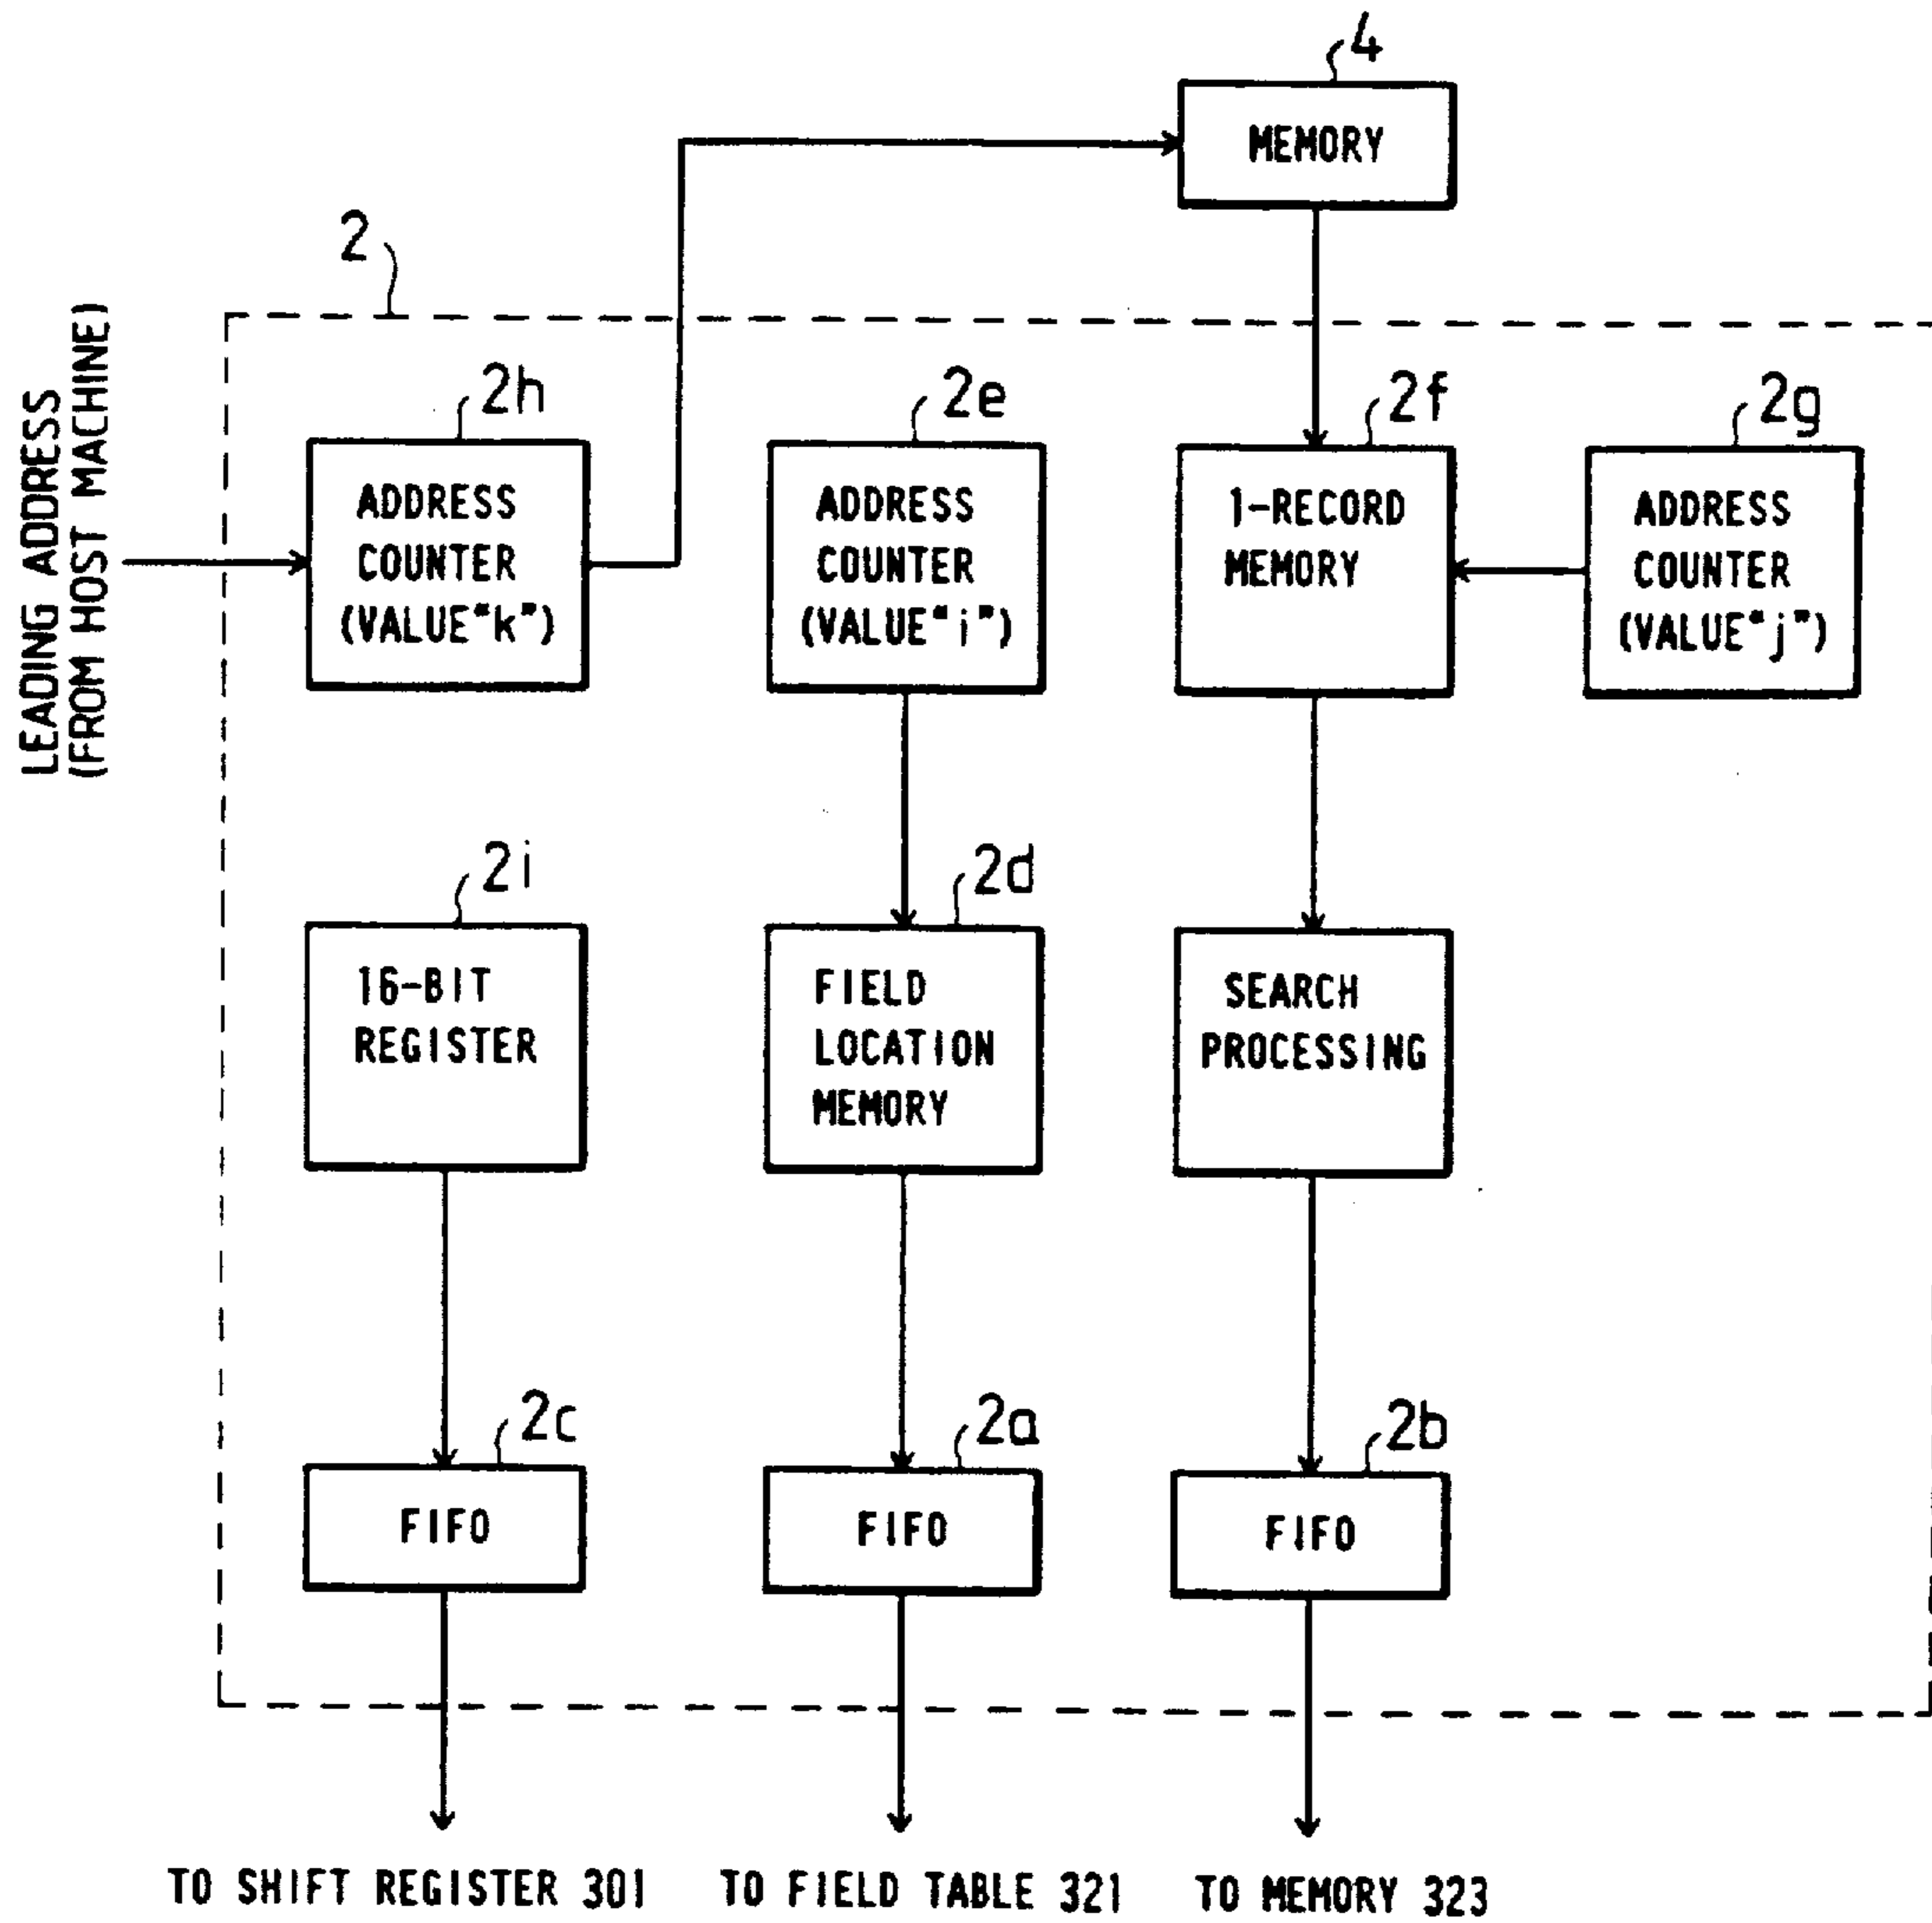 4
MEMORY
2
LEADING ADDRESS
(FROM HOST MACHINE)
2h
ADDRESS
COUNTER
(VALUE"k")
2e
ADDRESS
COUNTER
(VALUE"i")
2f
1-RECORD
MEMORY
2g
ADDRESS
COUNTER
(VALUE"j")
2i
16-BIT
REGISTER
2d
FIELD
LOCATION
MEMORY
SEARCH
PROCESSING
2c
FIFO
2a
FIFO
2b
FIFO
TO SHIFT REGISTER 301
TO FIELD TABLE 321
TO MEMORY 323